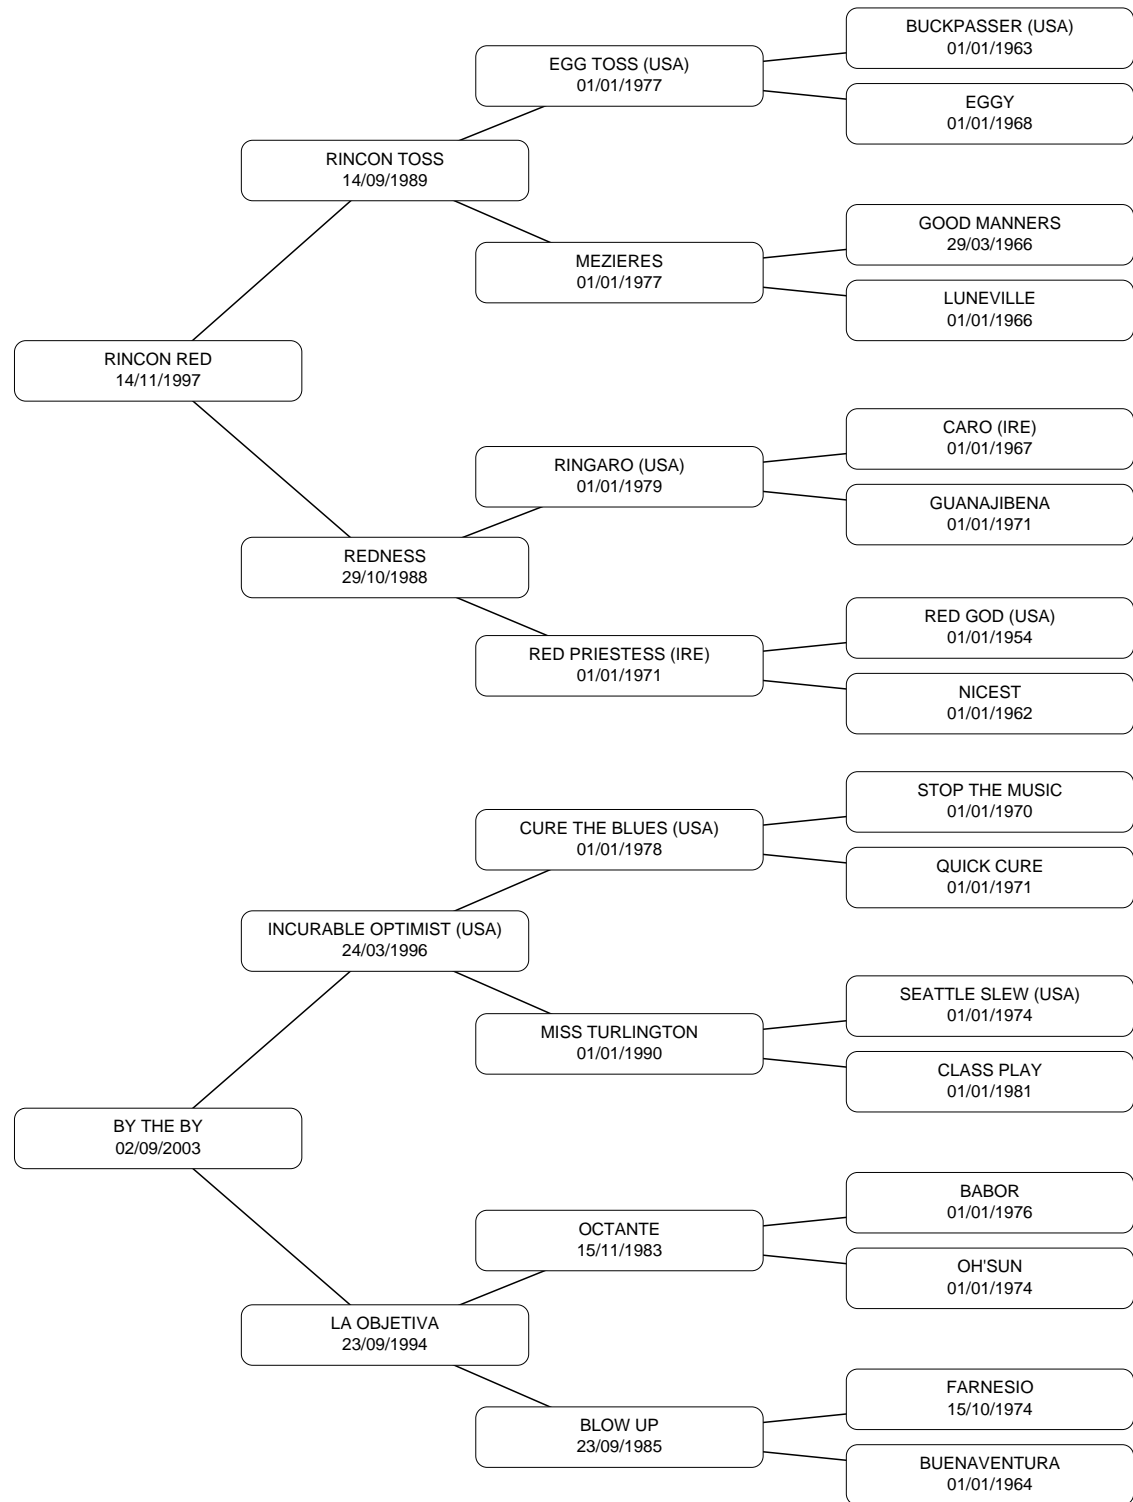 BUCKPASSER (USA)
01/01/1963
EGG TOSS (USA)
01/01/1977
EGGY
01/01/1968
RINCON TOSS
14/09/1989
GOOD MANNERS
29/03/1966
MEZIERES
01/01/1977
LUNEVILLE
01/01/1966
RINCON RED
14/11/1997
CARO (IRE)
01/01/1967
RINGARO (USA)
01/01/1979
GUANAJIBENA
01/01/1971
REDNESS
29/10/1988
RED GOD (USA)
01/01/1954
RED PRIESTESS (IRE)
01/01/1971
NICEST
01/01/1962
STOP THE MUSIC
01/01/1970
CURE THE BLUES (USA)
01/01/1978
QUICK CURE
01/01/1971
INCURABLE OPTIMIST (USA)
24/03/1996
SEATTLE SLEW (USA)
01/01/1974
MISS TURLINGTON
01/01/1990
CLASS PLAY
01/01/1981
BY THE BY
02/09/2003
BABOR
01/01/1976
OCTANTE
15/11/1983
OH'SUN
01/01/1974
LA OBJETIVA
23/09/1994
FARNESIO
15/10/1974
BLOW UP
23/09/1985
BUENAVENTURA
01/01/1964